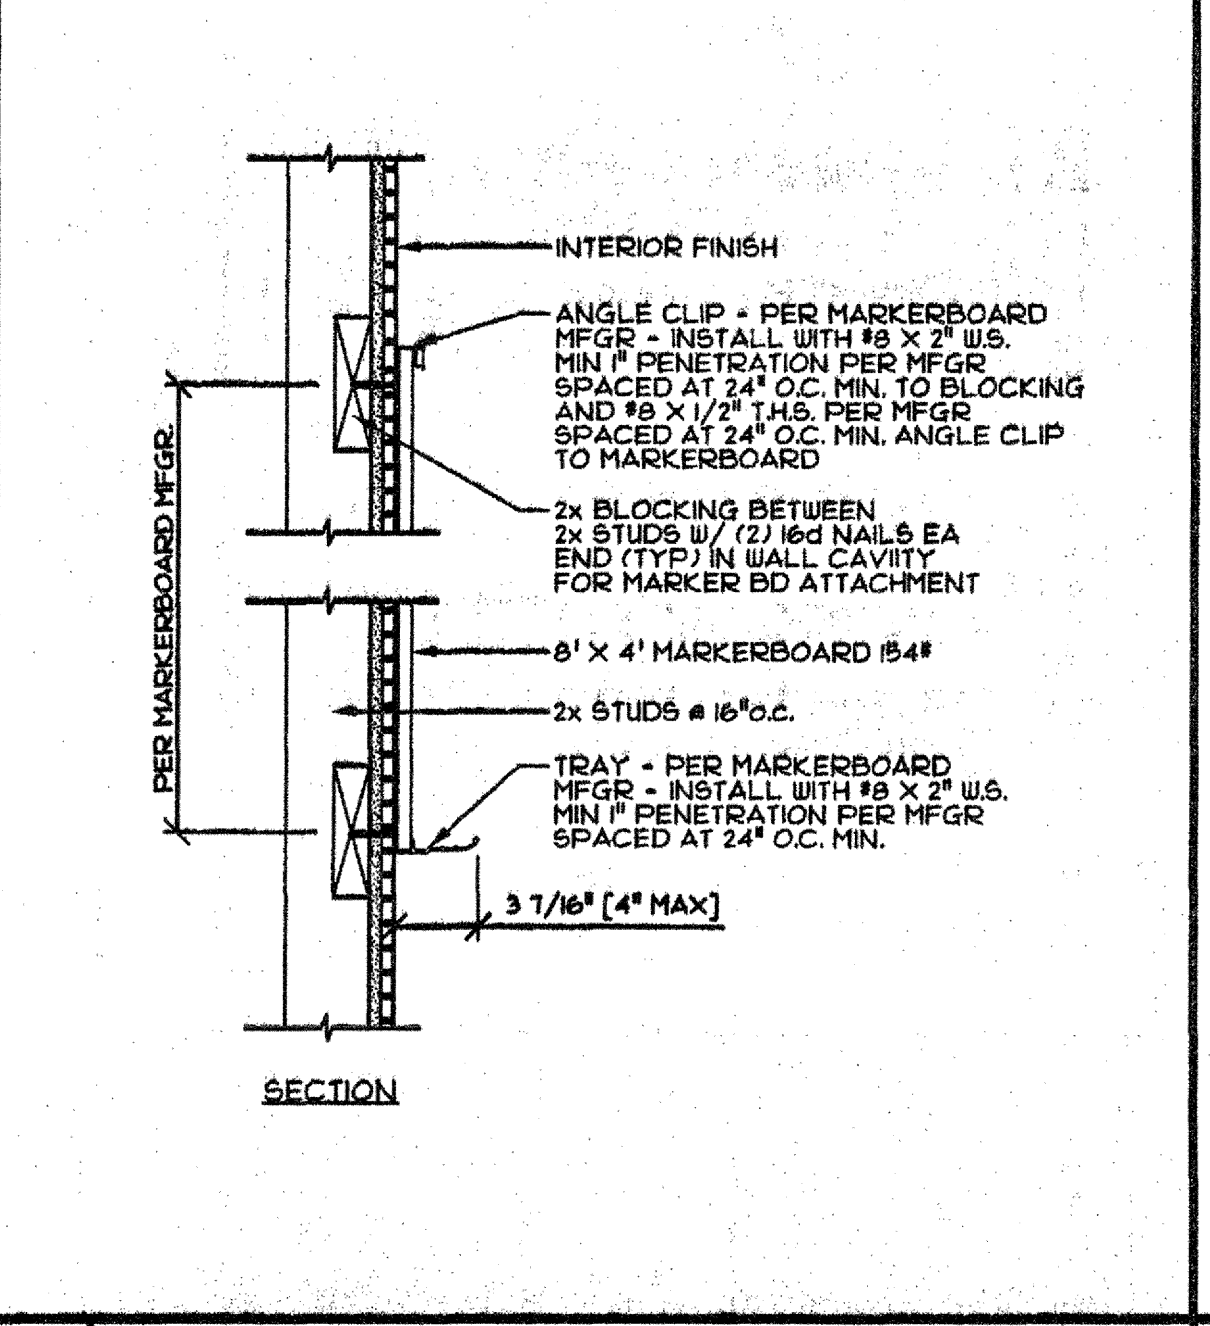 INTERIOR FINISH
ANGLE CLIP - PER MARKERBOARD
MFGR - INSTALL WITH #8 X 2" W.S.
MIN 1" PENETRATION PER MFGR
SPACED AT 24" O.C. MIN. TO BLOCKING
AND #8 X 1/2" T.H.S. PER MFGR
SPACED AT 24" O.C. MIN. ANGLE CLIP
TO MARKERBOARD
PER MARKERBOARD MFGR.
2x BLOCKING BETWEEN
2x STUDS W/ (2) 16d NAILS EA
END (TYP) IN WALL CAVIITY
FOR MARKER BD ATTACHMENT
8' X 4' MARKERBOARD 154#
2x STUDS @ 16"O.C.
TRAY - PER MARKERBOARD
MFGR - INSTALL WITH #8 X 2" W.S.
MIN 1" PENETRATION PER MFGR
SPACED AT 24" O.C. MIN.
3 7/16" [4" MAX]
SECTION